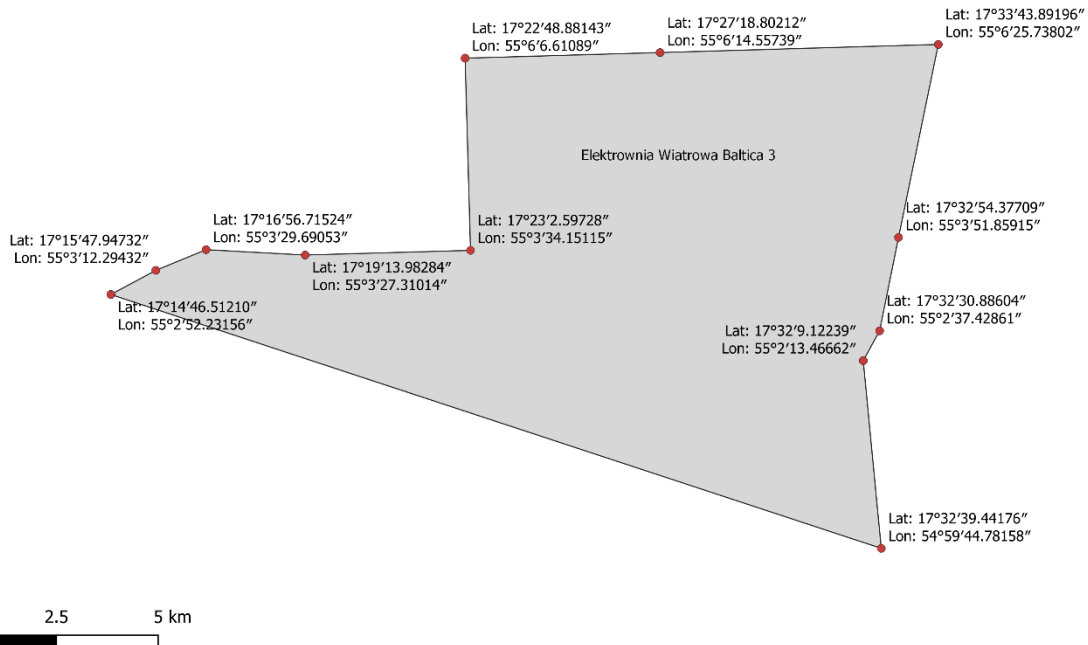 Lat: 17°22′48.88143″
Lon: 55°6′6.61089″
Lat: 17°27′18.80212″
Lon: 55°6′14.55739″
Lat: 17°33′43.89196″
Lon: 55°6′25.73802″
Elektrownia Wiatrowa Baltica 3
Lat: 17°15′47.94732″
Lon: 55°3′12.29432″
Lat: 17°16′56.71524″
Lon: 55°3′29.69053″
Lat: 17°23′2.59728″
Lon: 55°3′34.15115″
Lat: 17°32′54.37709″
Lon: 55°3′51.85915″
Lat: 17°19′13.98284″
Lon: 55°3′27.31014″
Lat: 17°14′46.51210″
Lon: 55°2′52.23156″
Lat: 17°32′30.88604″
Lon: 55°2′37.42861″
Lat: 17°32′9.12239″
Lon: 55°2′13.46662″
Lat: 17°32′39.44176″
Lon: 54°59′44.78158″
2.5 5 km